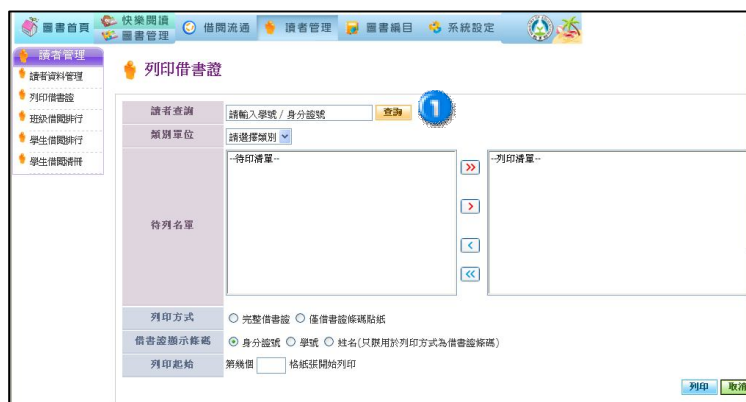 圖書首頁
快樂閱讀
圖書管理
借閱流通
讀者管理
圖書編目
系統設定
讀者管理
讀者資料管理
列印借書證
班級借閱排行
學生借閱排行
學生借閱清冊
列印借書證
讀者查詢 請輸入學號 / 身分證號 查詢 1
類別單位 請選擇類別
待列名單
--待印清單--
>>
>
<
<<
--列印清單--
列印方式 完整借書證 僅借書證條碼貼紙
借書證顯示條碼 身分證號 學號 姓名(只限用於列印方式為借書證條碼)
列印起始 第幾個 格紙張開始列印
列印 取消